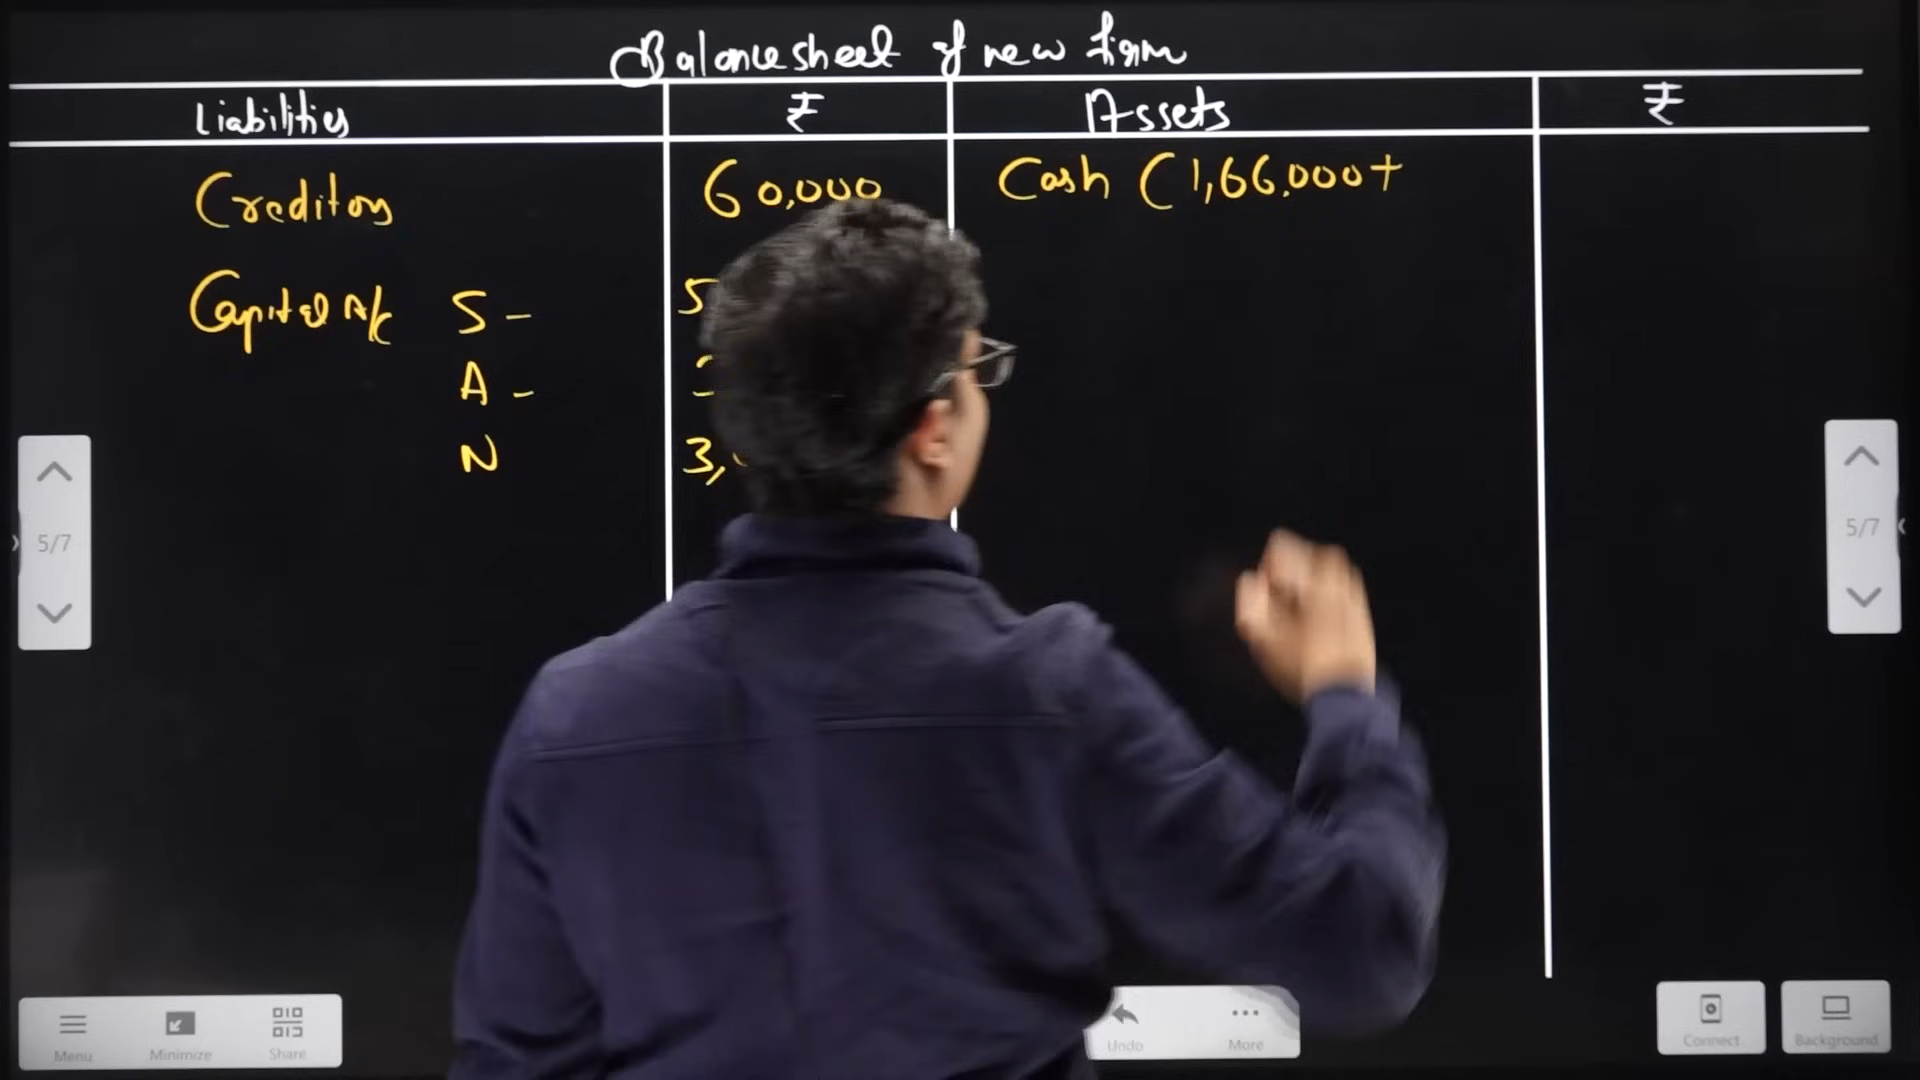 Balance sheet of new firm
Liabilities ₹ Assets ₹
Creditors 60,000 Cash (1,66,000+
Capital A/c S - 5
A -
N 3,
5/7 5/7
Menu Minimize Share Undo More Connect Background